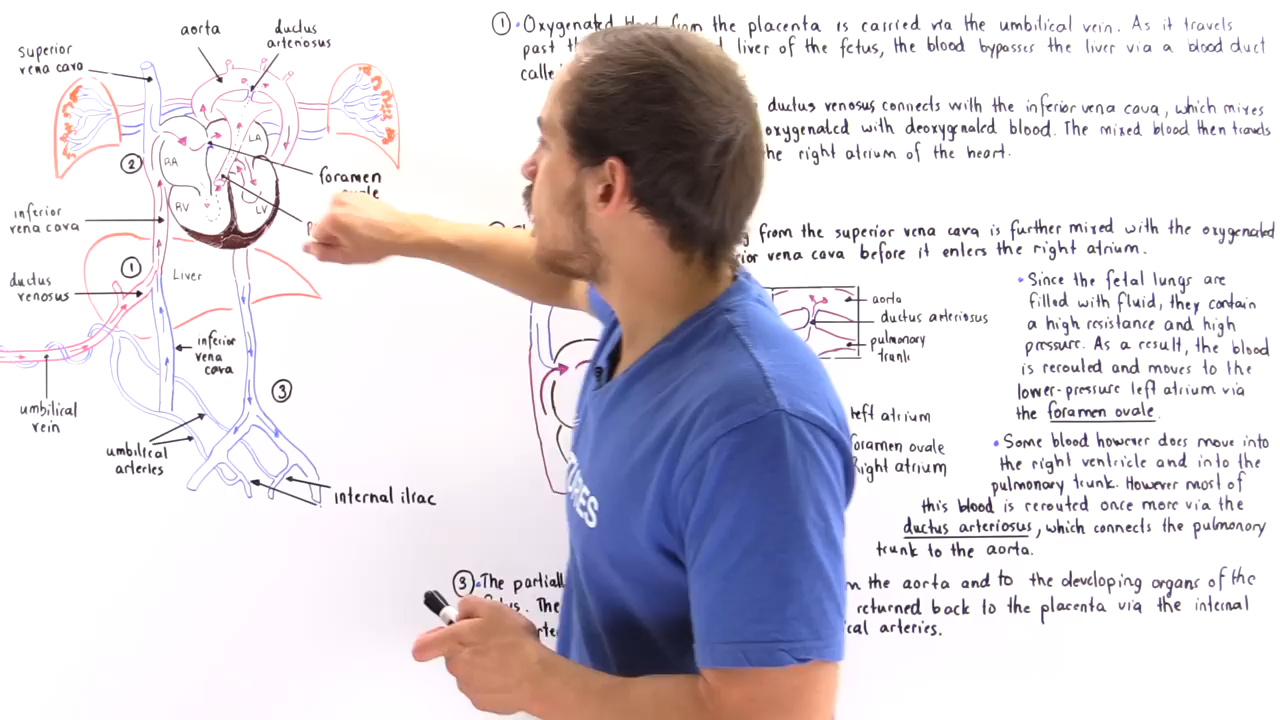 aorta
ductus
arteriosus
superior
vena cava
2
RA
LA
RV
LV
foramen
ovale
inferior
vena cava
1
Liver
ductus
venosus
inferior
vena
cava
3
umbilical
vein
umbilical
arteries
internal iliac
1 • Oxygenated blood from the placenta is carried via the umbilical vein. As it travels
past th liver of the fetus, the blood bypasses the liver via a blood duct
calle
ductus venosus connects with the inferior vena cava, which mixes
oxygenated with deoxygenated blood. The mixed blood then travels
the right atrium of the heart.
from the superior vena cava is further mixed with the oxygenated
vena cava before it enters the right atrium.
• Since the fetal lungs are
filled with fluid, they contain
a high resistance and high
pressure. As a result, the blood
is rerouted and moves to the
lower-pressure left atrium via
the foramen ovale.
aorta
ductus arteriosus
pulmonary
trunk
left atrium
foramen ovale
Right atrium
• Some blood however does move into
the right ventricle and into the
pulmonary trunk. However most of
this blood is rerouted once more via the
ductus arteriosus, which connects the pulmonary
trunk to the aorta.
3 • The partiall the aorta and to the developing organs of the
fetus. The returned back to the placenta via the internal
cal arteries.
URES